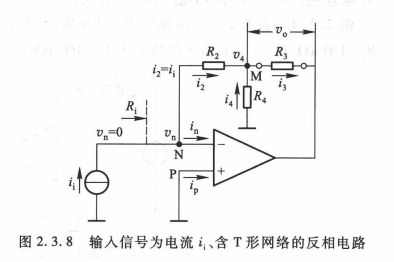 v_o
R_2
v_4
R_3
M
i_2=i_i
i_2
i_3
i_4
R_4
R_i
v_n=0
v_n
i_n
N
−
i_i
P
+
i_p
图 2.3.8 输入信号为电流 i_i、含 T 形网络的反相电路